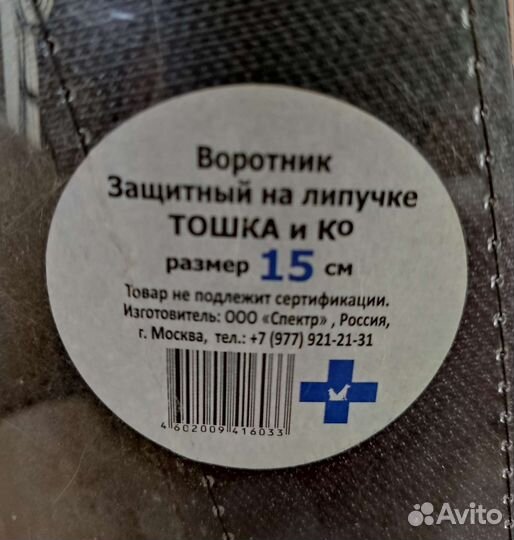 Воротник
Защитный на липучке
ТОШКА и Кº
размер 15 см
Товар не подлежит сертификации.
Изготовитель: ООО «Спектр» , Россия,
г. Москва, тел.: +7 (977) 921-21-31
4 602009 416033
Avito